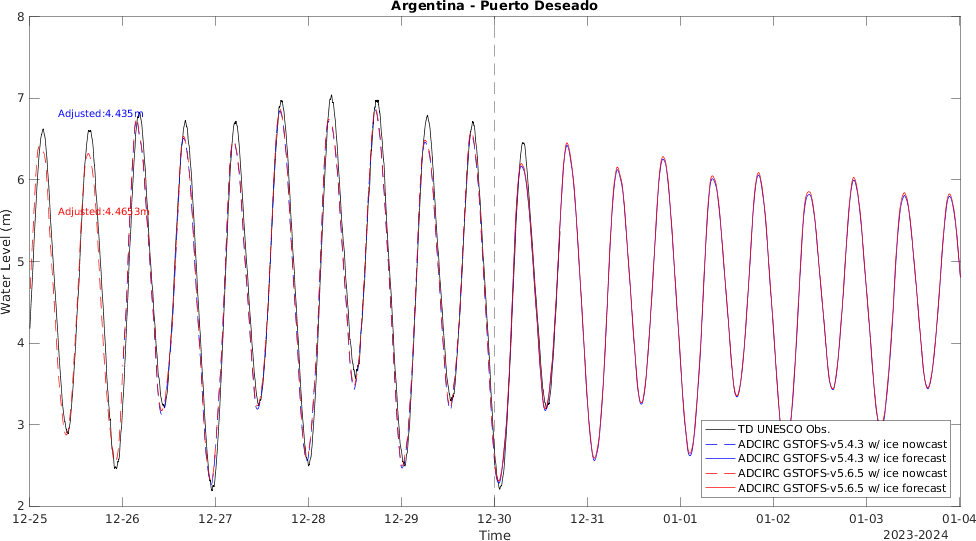 Argentina - Puerto Deseado
8
7
6
5
4
3
2
Water Level (m)
Adjusted:4.435m
Adjusted:4.4653m
TD UNESCO Obs.
ADCIRC GSTOFS-v5.4.3 w/ ice nowcast
ADCIRC GSTOFS-v5.4.3 w/ ice forecast
ADCIRC GSTOFS-v5.6.5 w/ ice nowcast
ADCIRC GSTOFS-v5.6.5 w/ ice forecast
12-25 12-26 12-27 12-28 12-29 12-30 12-31 01-01 01-02 01-03 01-04
Time
2023-2024